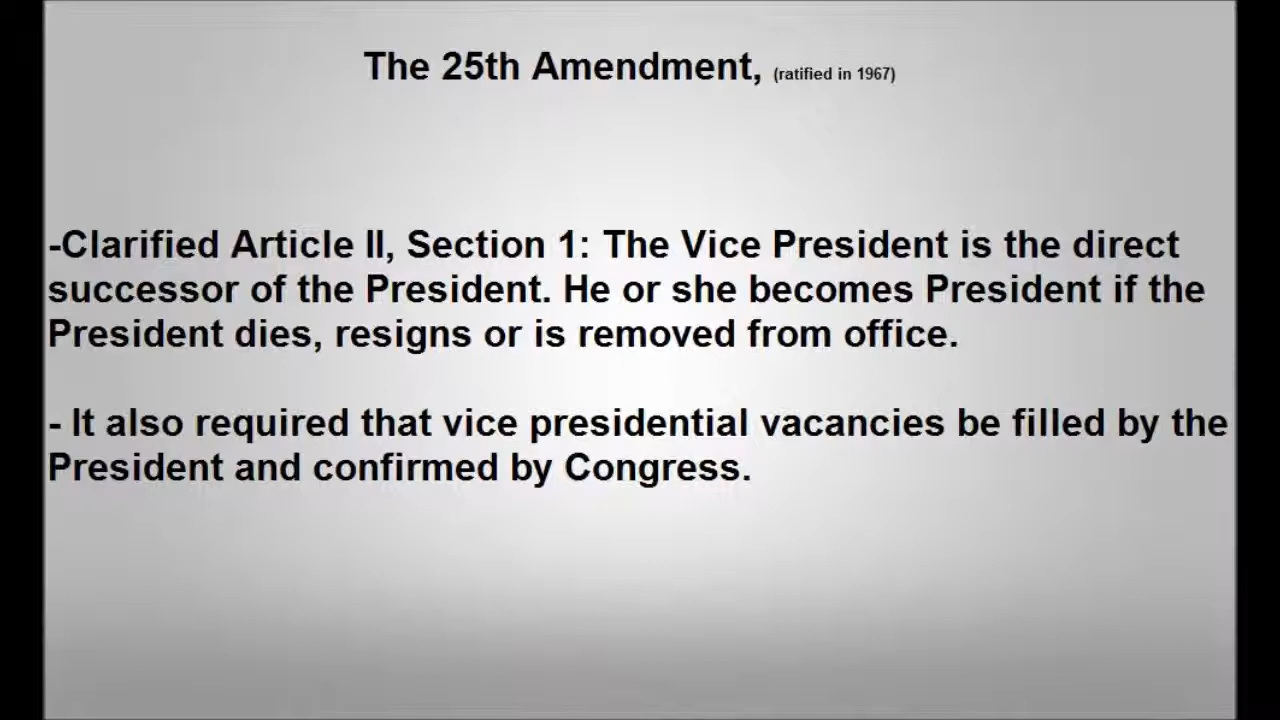 The 25th Amendment, (ratified in 1967)
-Clarified Article II, Section 1: The Vice President is the direct
successor of the President. He or she becomes President if the
President dies, resigns or is removed from office.
- It also required that vice presidential vacancies be filled by the
President and confirmed by Congress.